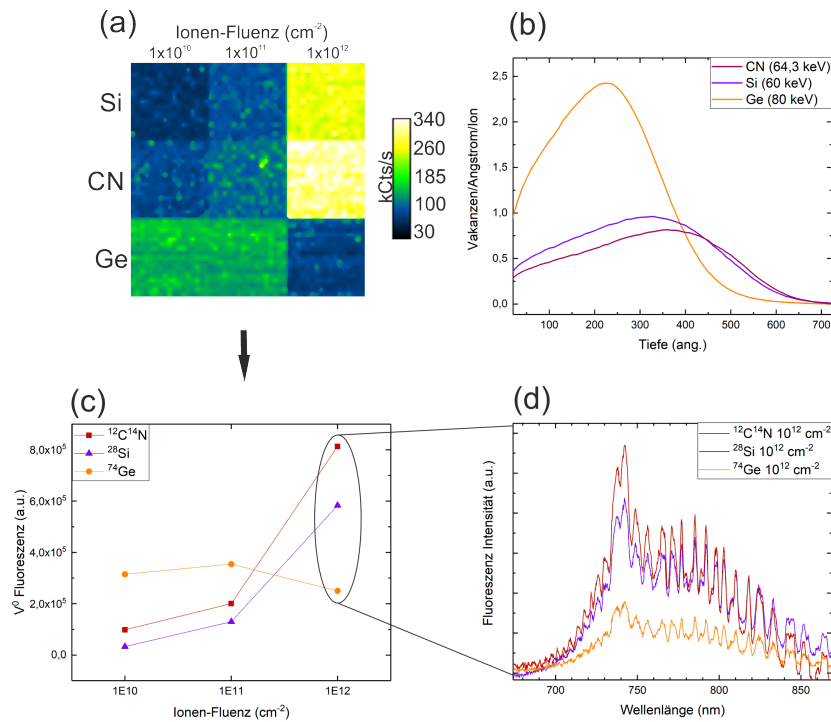 (a)
Ionen-Fluenz (cm⁻²)
1x10¹⁰ 1x10¹¹ 1x10¹²
Si
CN
Ge
340
260
185
100
30
kCts/s
(b)
CN (64,3 keV)
Si (60 keV)
Ge (80 keV)
2,5
2,0
1,5
1,0
0,5
0,0
Vakanzen/Angstrom/Ion
100 200 300 400 500 600 700
Tiefe (ang.)
(c)
¹²C¹⁴N
²⁸Si
⁷⁴Ge
8,0x10⁵
6,0x10⁵
4,0x10⁵
2,0x10⁵
0,0
V⁰ Fluoreszenz (a.u.)
1E10 1E11 1E12
Ionen-Fluenz (cm⁻²)
(d)
¹²C¹⁴N 10¹² cm⁻²
²⁸Si 10¹² cm⁻²
⁷⁴Ge 10¹² cm⁻²
Fluoreszenz Intensität (a.u.)
700 750 800 850
Wellenlänge (nm)